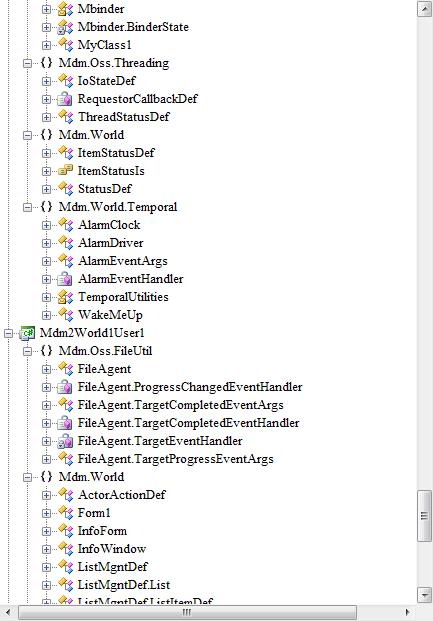 Mbinder
Mbinder.BinderState
MyClass1
{} Mdm.Oss.Threading
IoStateDef
RequestorCallbackDef
ThreadStatusDef
{} Mdm.World
ItemStatusDef
ItemStatusIs
StatusDef
{} Mdm.World.Temporal
AlarmClock
AlarmDriver
AlarmEventArgs
AlarmEventHandler
TemporalUtilities
WakeMeUp
Mdm2World1User1
{} Mdm.Oss.FileUtil
FileAgent
FileAgent.ProgressChangedEventHandler
FileAgent.TargetCompletedEventArgs
FileAgent.TargetCompletedEventHandler
FileAgent.TargetEventHandler
FileAgent.TargetProgressEventArgs
{} Mdm.World
ActorActionDef
Form1
InfoForm
InfoWindow
ListMgntDef
ListMgntDef.List
ListMgntDef.ListItemDef